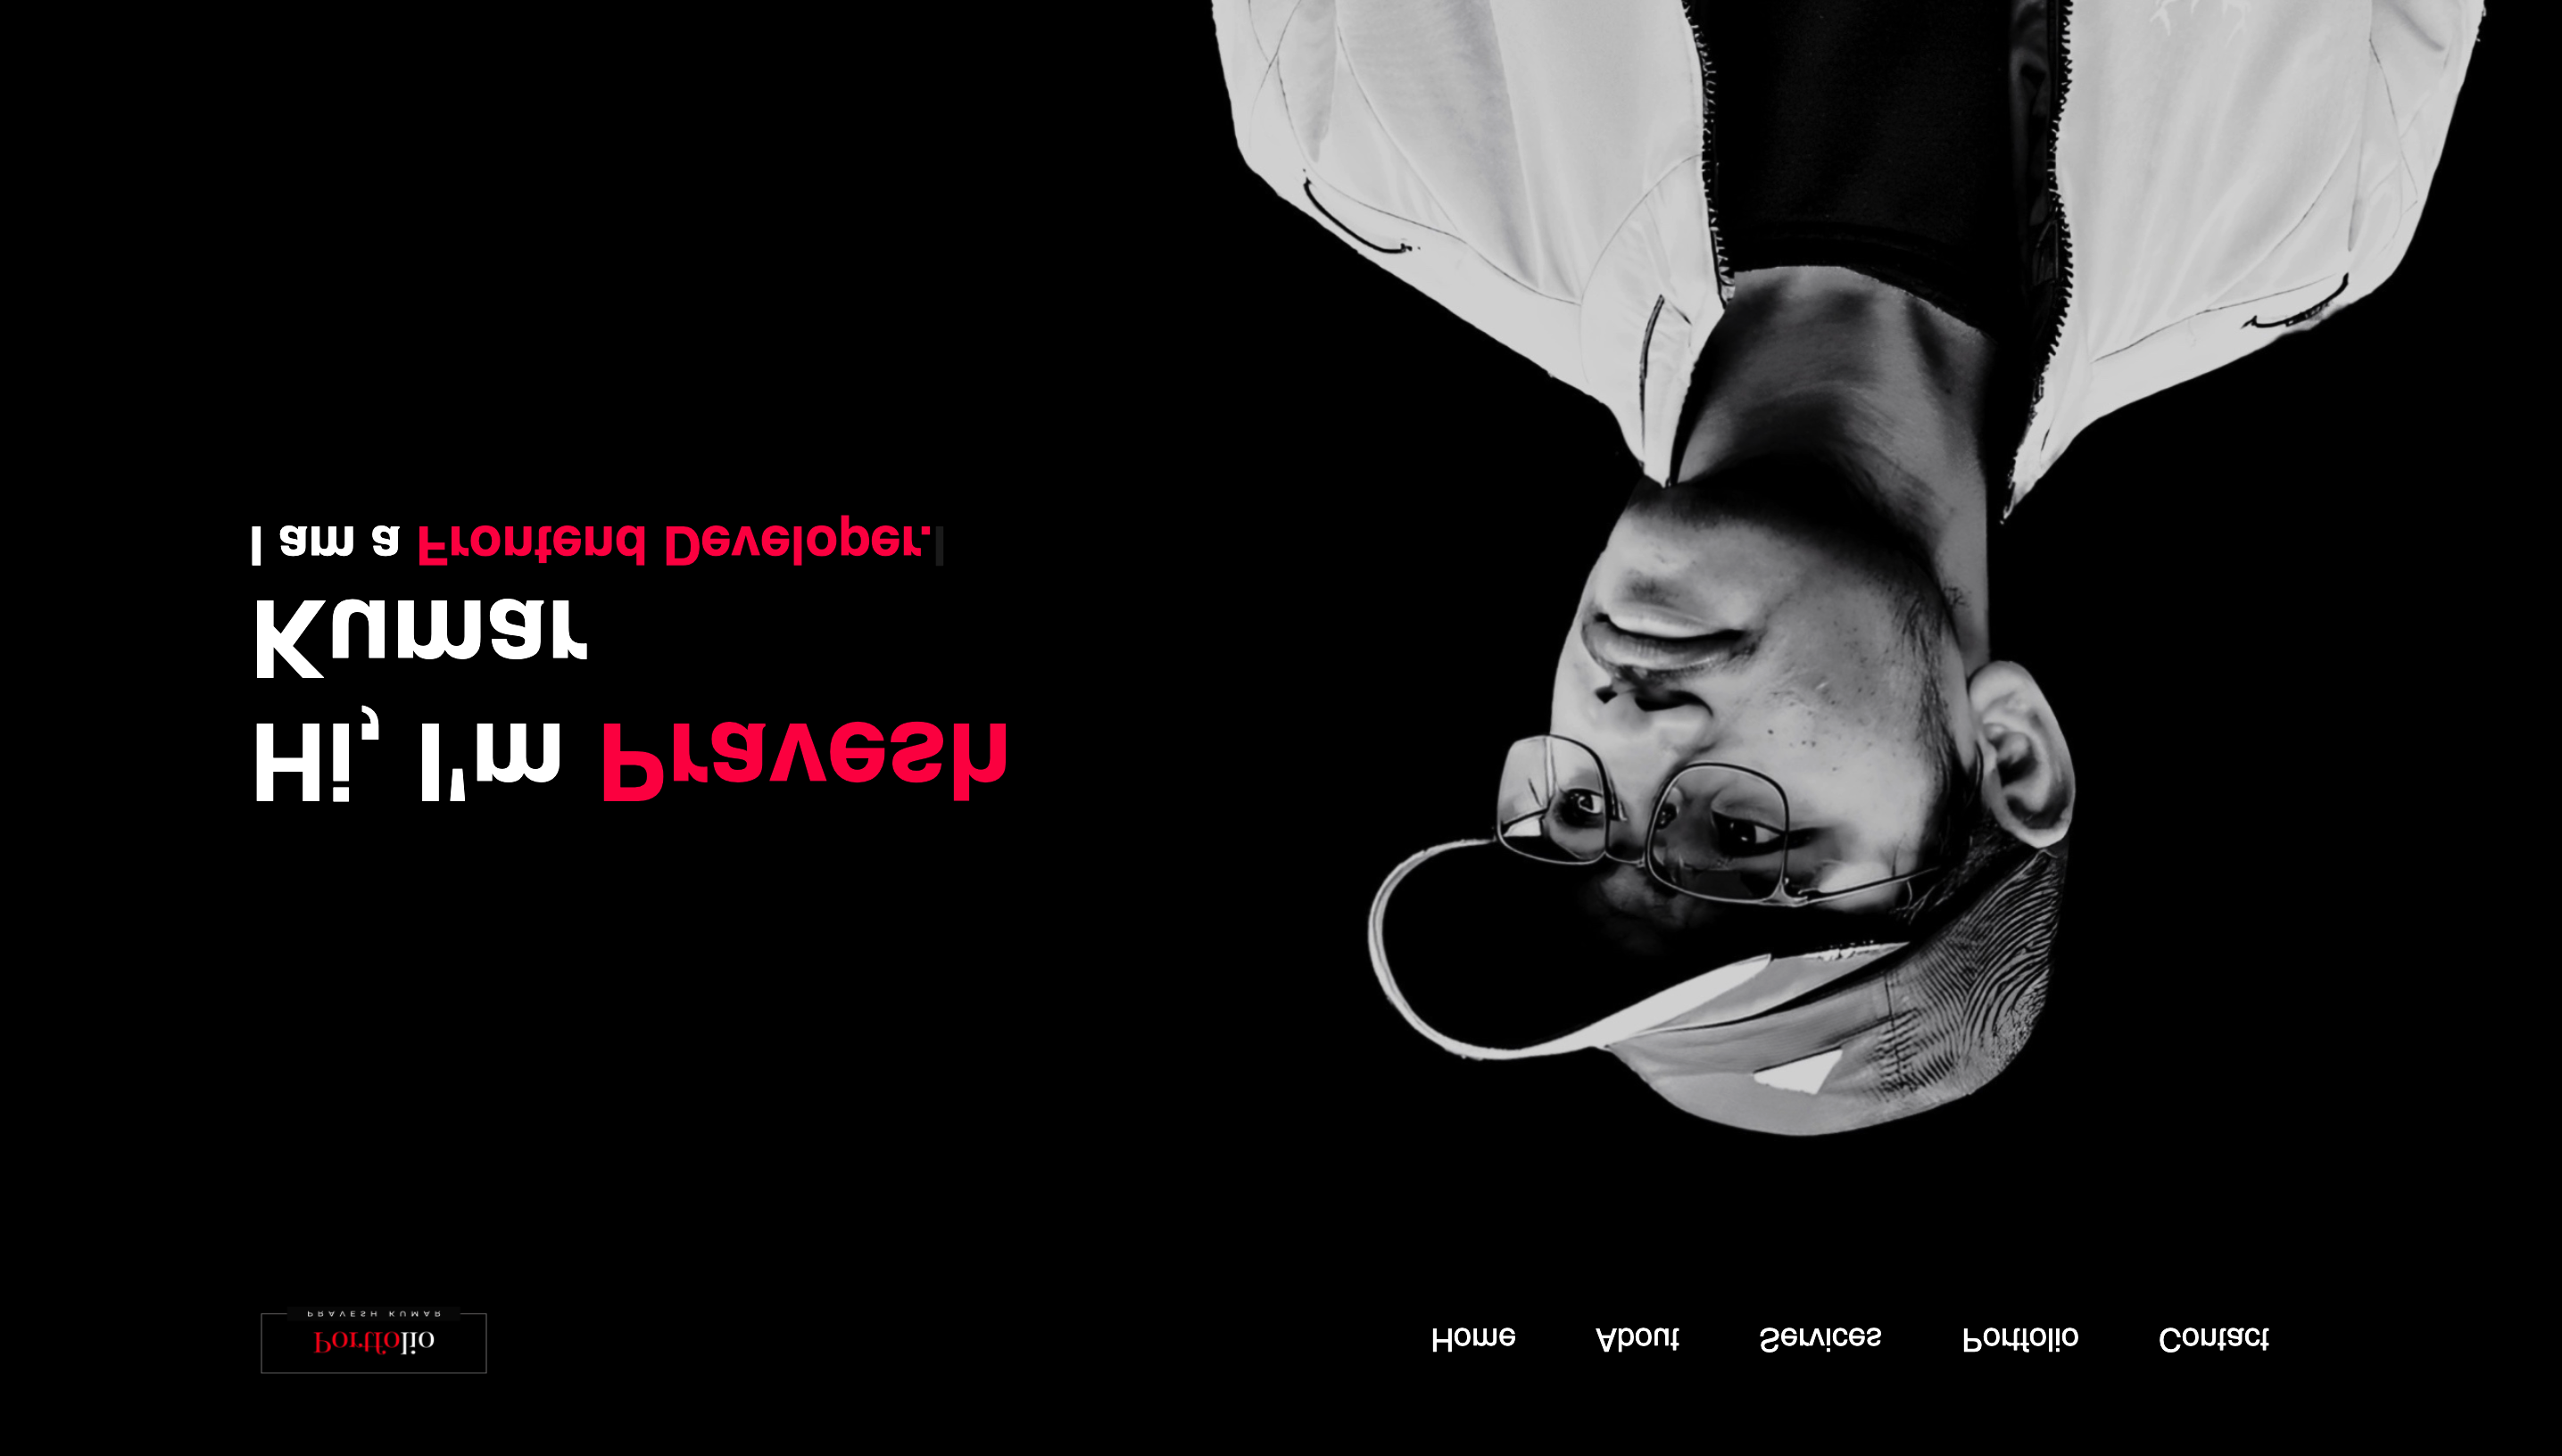 Portfolio
PRAVESH KUMAR
Home
About
Services
Portfolio
Contact
Hi, I'm Pravesh
Kumar
I am a Frontend Developer.